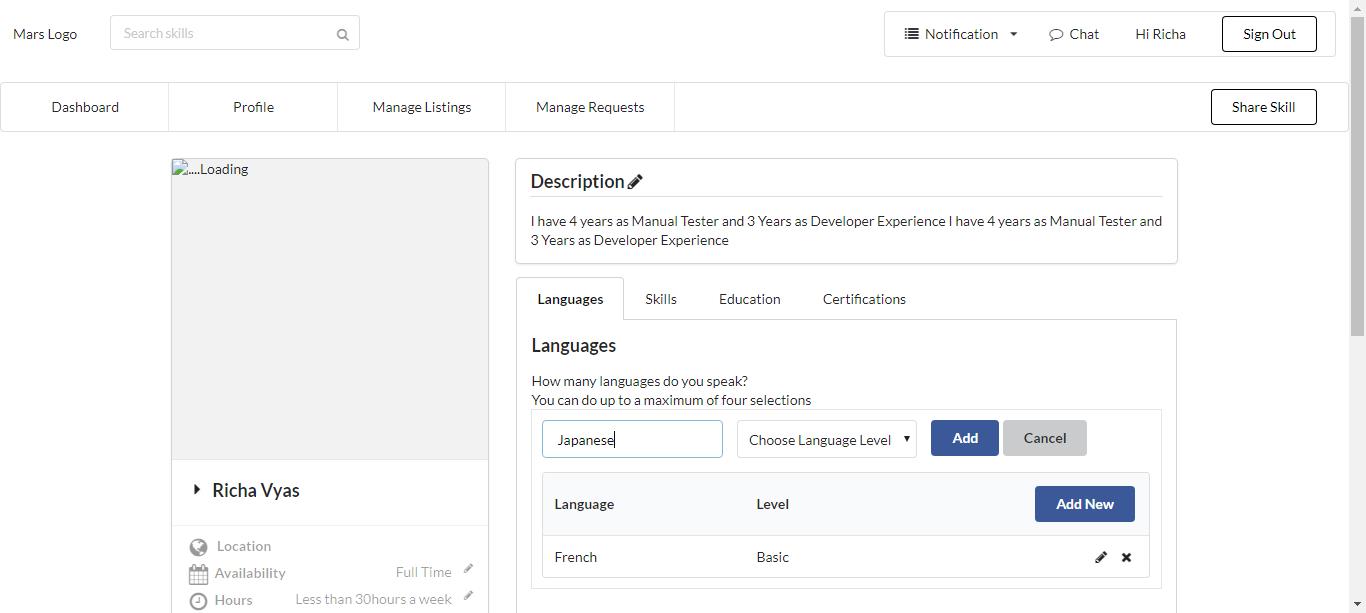 Mars Logo
Search skills
Notification
Chat
Hi Richa
Sign Out
Dashboard
Profile
Manage Listings
Manage Requests
Share Skill
....Loading
Richa Vyas
Location
Availability
Full Time
Hours
Less than 30hours a week
Description
I have 4 years as Manual Tester and 3 Years as Developer Experience I have 4 years as Manual Tester and
3 Years as Developer Experience
Languages
Skills
Education
Certifications
Languages
How many languages do you speak?
You can do up to a maximum of four selections
Japanese
Choose Language Level
Add
Cancel
Language
Level
Add New
French
Basic